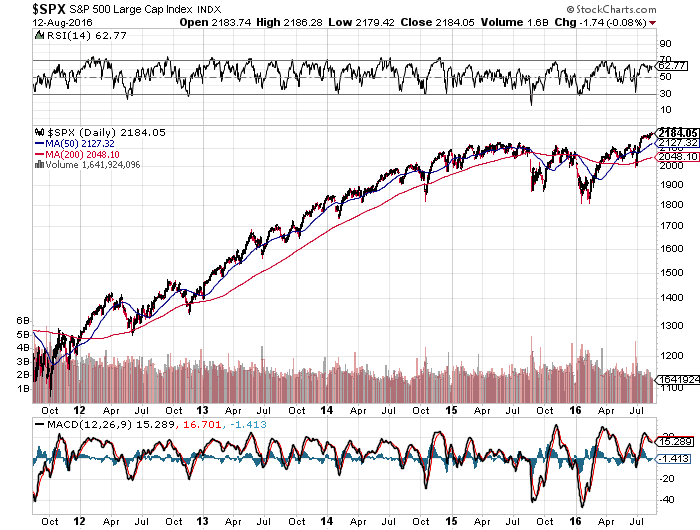 $SPX S&P 500 Large Cap Index INDX © StockCharts.com
12-Aug-2016 Open 2183.74 High 2186.28 Low 2179.42 Close 2184.05 Volume 1.6B Chg -1.74 (-0.08%)
RSI(14) 62.77
90
70
62.77
50
30
10
$SPX (Daily) 2184.05
MA(50) 2127.32
MA(200) 2048.10
Volume 1,641,924,096
2184.05
2127.32
2100
2048.10
2000
1900
1800
1700
1600
1500
1400
1300
1200
1641924
1100
6B
5B
4B
3B
2B
1B
Oct 12 Apr Jul Oct 13 Apr Jul Oct 14 Apr Jul Oct 15 Apr Jul Oct 16 Apr Jul
MACD(12,26,9) 15.289, 16.701, -1.413
15.289
-1.413
-20
-40
Oct 12 Apr Jul Oct 13 Apr Jul Oct 14 Apr Jul Oct 15 Apr Jul Oct 16 Apr Jul